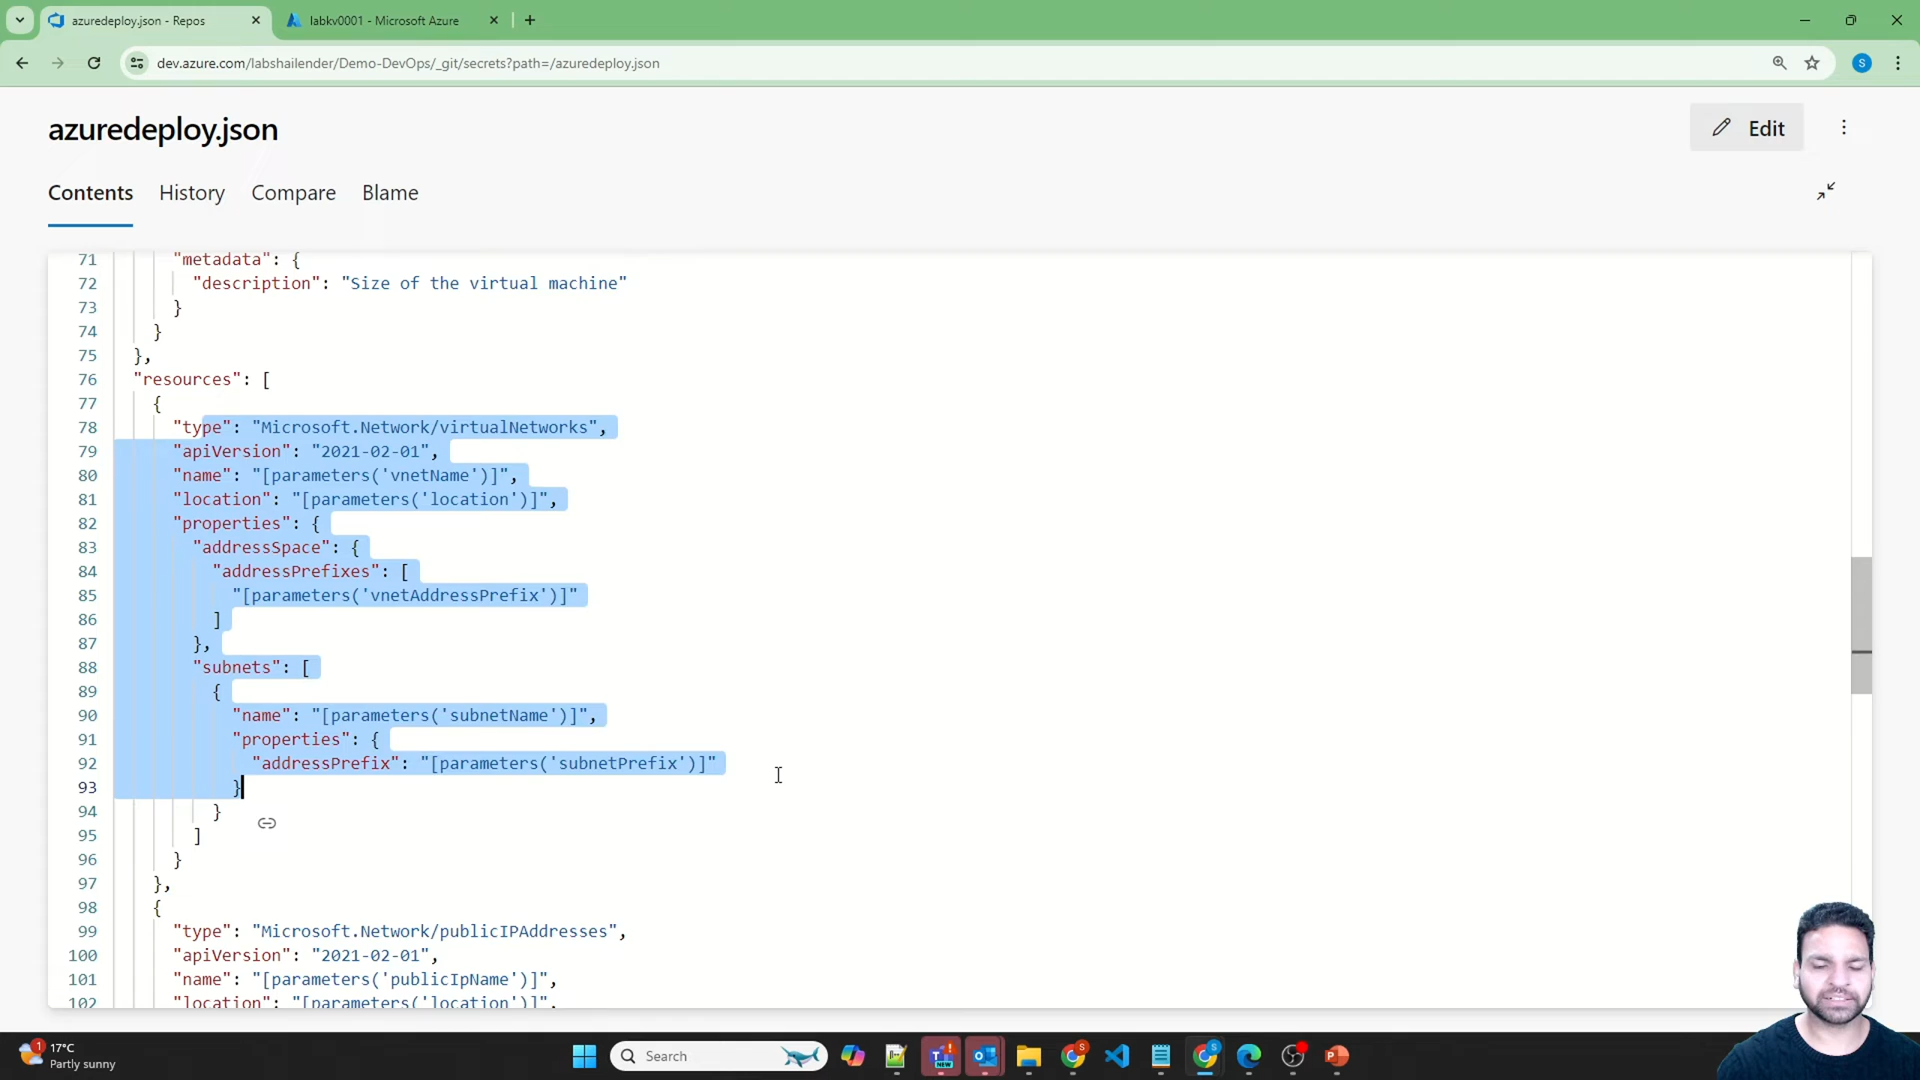 azuredeploy.json - Repos
labkv0001 - Microsoft Azure
dev.azure.com/labshailender/Demo-DevOps/_git/secrets?path=/azuredeploy.json
S
azuredeploy.json
Edit
Contents
History
Compare
Blame
71 "metadata": {
72 "description": "Size of the virtual machine"
73 }
74 }
75 },
76 "resources": [
77 {
78 "type": "Microsoft.Network/virtualNetworks",
79 "apiVersion": "2021-02-01",
80 "name": "[parameters('vnetName')]",
81 "location": "[parameters('location')]",
82 "properties": {
83 "addressSpace": {
84 "addressPrefixes": [
85 "[parameters('vnetAddressPrefix')]"
86 ]
87 },
88 "subnets": [
89 {
90 "name": "[parameters('subnetName')]",
91 "properties": {
92 "addressPrefix": "[parameters('subnetPrefix')]"
93 }
94 }
95 ]
96 }
97 },
98 {
99 "type": "Microsoft.Network/publicIPAddresses",
100 "apiVersion": "2021-02-01",
101 "name": "[parameters('publicIpName')]",
102 "location": "[parameters('location')]",
1
17°C
Partly sunny
Search
NEW